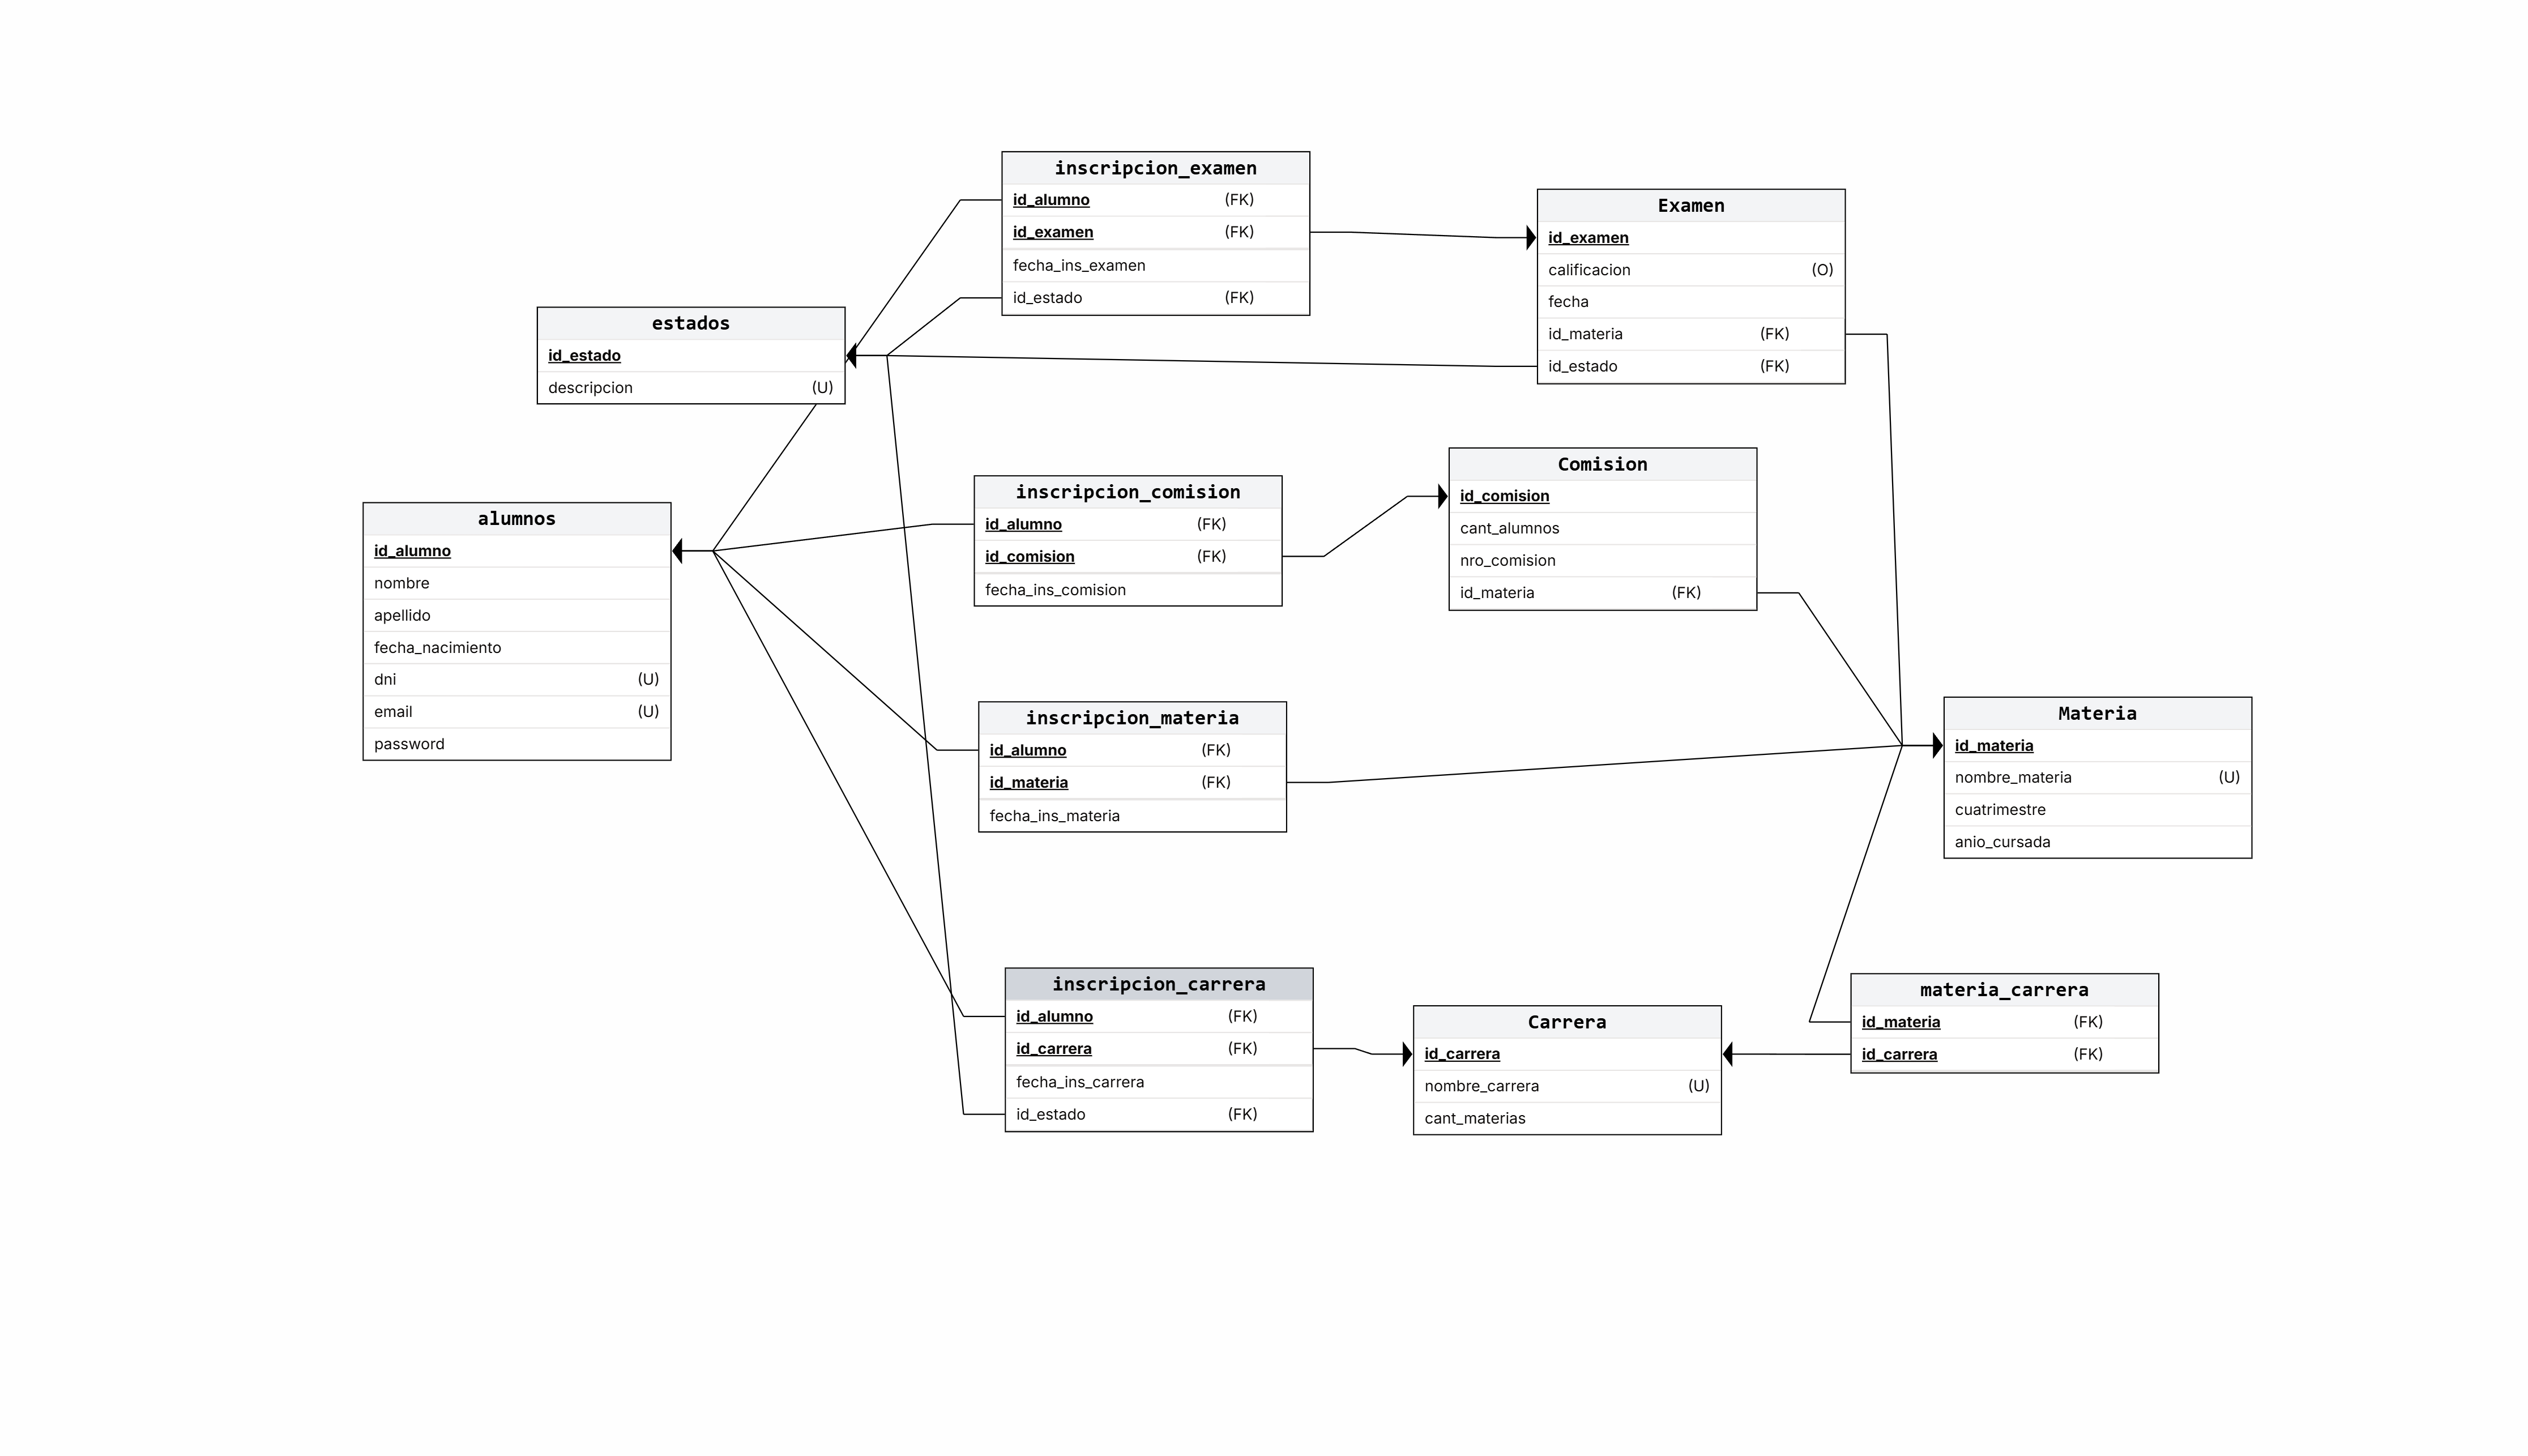 inscripcion_examen
id_alumno (FK)
id_examen (FK)
fecha_ins_examen
id_estado (FK)
Examen
id_examen
calificacion (O)
fecha
id_materia (FK)
id_estado (FK)
estados
id_estado
descripcion (U)
alumnos
id_alumno
nombre
apellido
fecha_nacimiento
dni (U)
email (U)
password
inscripcion_comision
id_alumno (FK)
id_comision (FK)
fecha_ins_comision
Comision
id_comision
cant_alumnos
nro_comision
id_materia (FK)
inscripcion_materia
id_alumno (FK)
id_materia (FK)
fecha_ins_materia
Materia
id_materia
nombre_materia (U)
cuatrimestre
anio_cursada
inscripcion_carrera
id_alumno (FK)
id_carrera (FK)
fecha_ins_carrera
id_estado (FK)
Carrera
id_carrera
nombre_carrera (U)
cant_materias
materia_carrera
id_materia (FK)
id_carrera (FK)